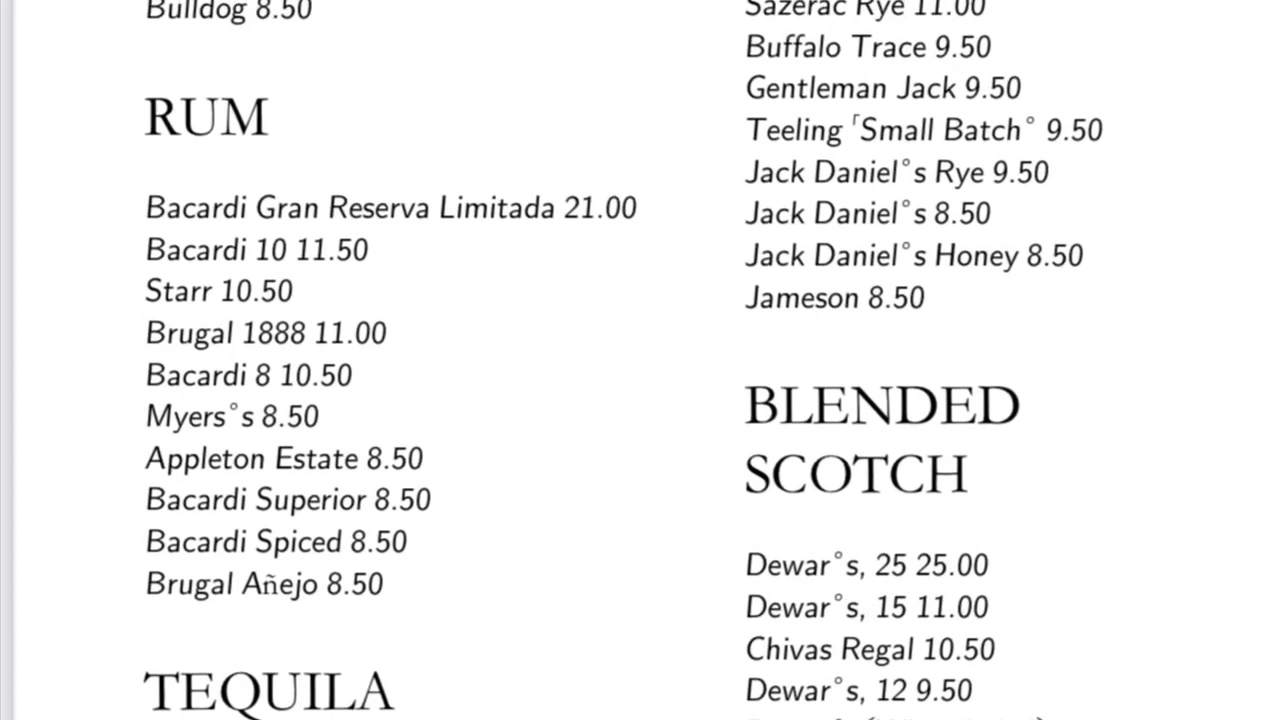 Bulldog 8.50
RUM
Bacardi Gran Reserva Limitada 21.00
Bacardi 10 11.50
Starr 10.50
Brugal 1888 11.00
Bacardi 8 10.50
Myers°s 8.50
Appleton Estate 8.50
Bacardi Superior 8.50
Bacardi Spiced 8.50
Brugal Añejo 8.50
TEQUILA
Sazerac Rye 11.00
Buffalo Trace 9.50
Gentleman Jack 9.50
Teeling ｢Small Batch° 9.50
Jack Daniel°s Rye 9.50
Jack Daniel°s 8.50
Jack Daniel°s Honey 8.50
Jameson 8.50
BLENDED
SCOTCH
Dewar°s, 25 25.00
Dewar°s, 15 11.00
Chivas Regal 10.50
Dewar°s, 12 9.50